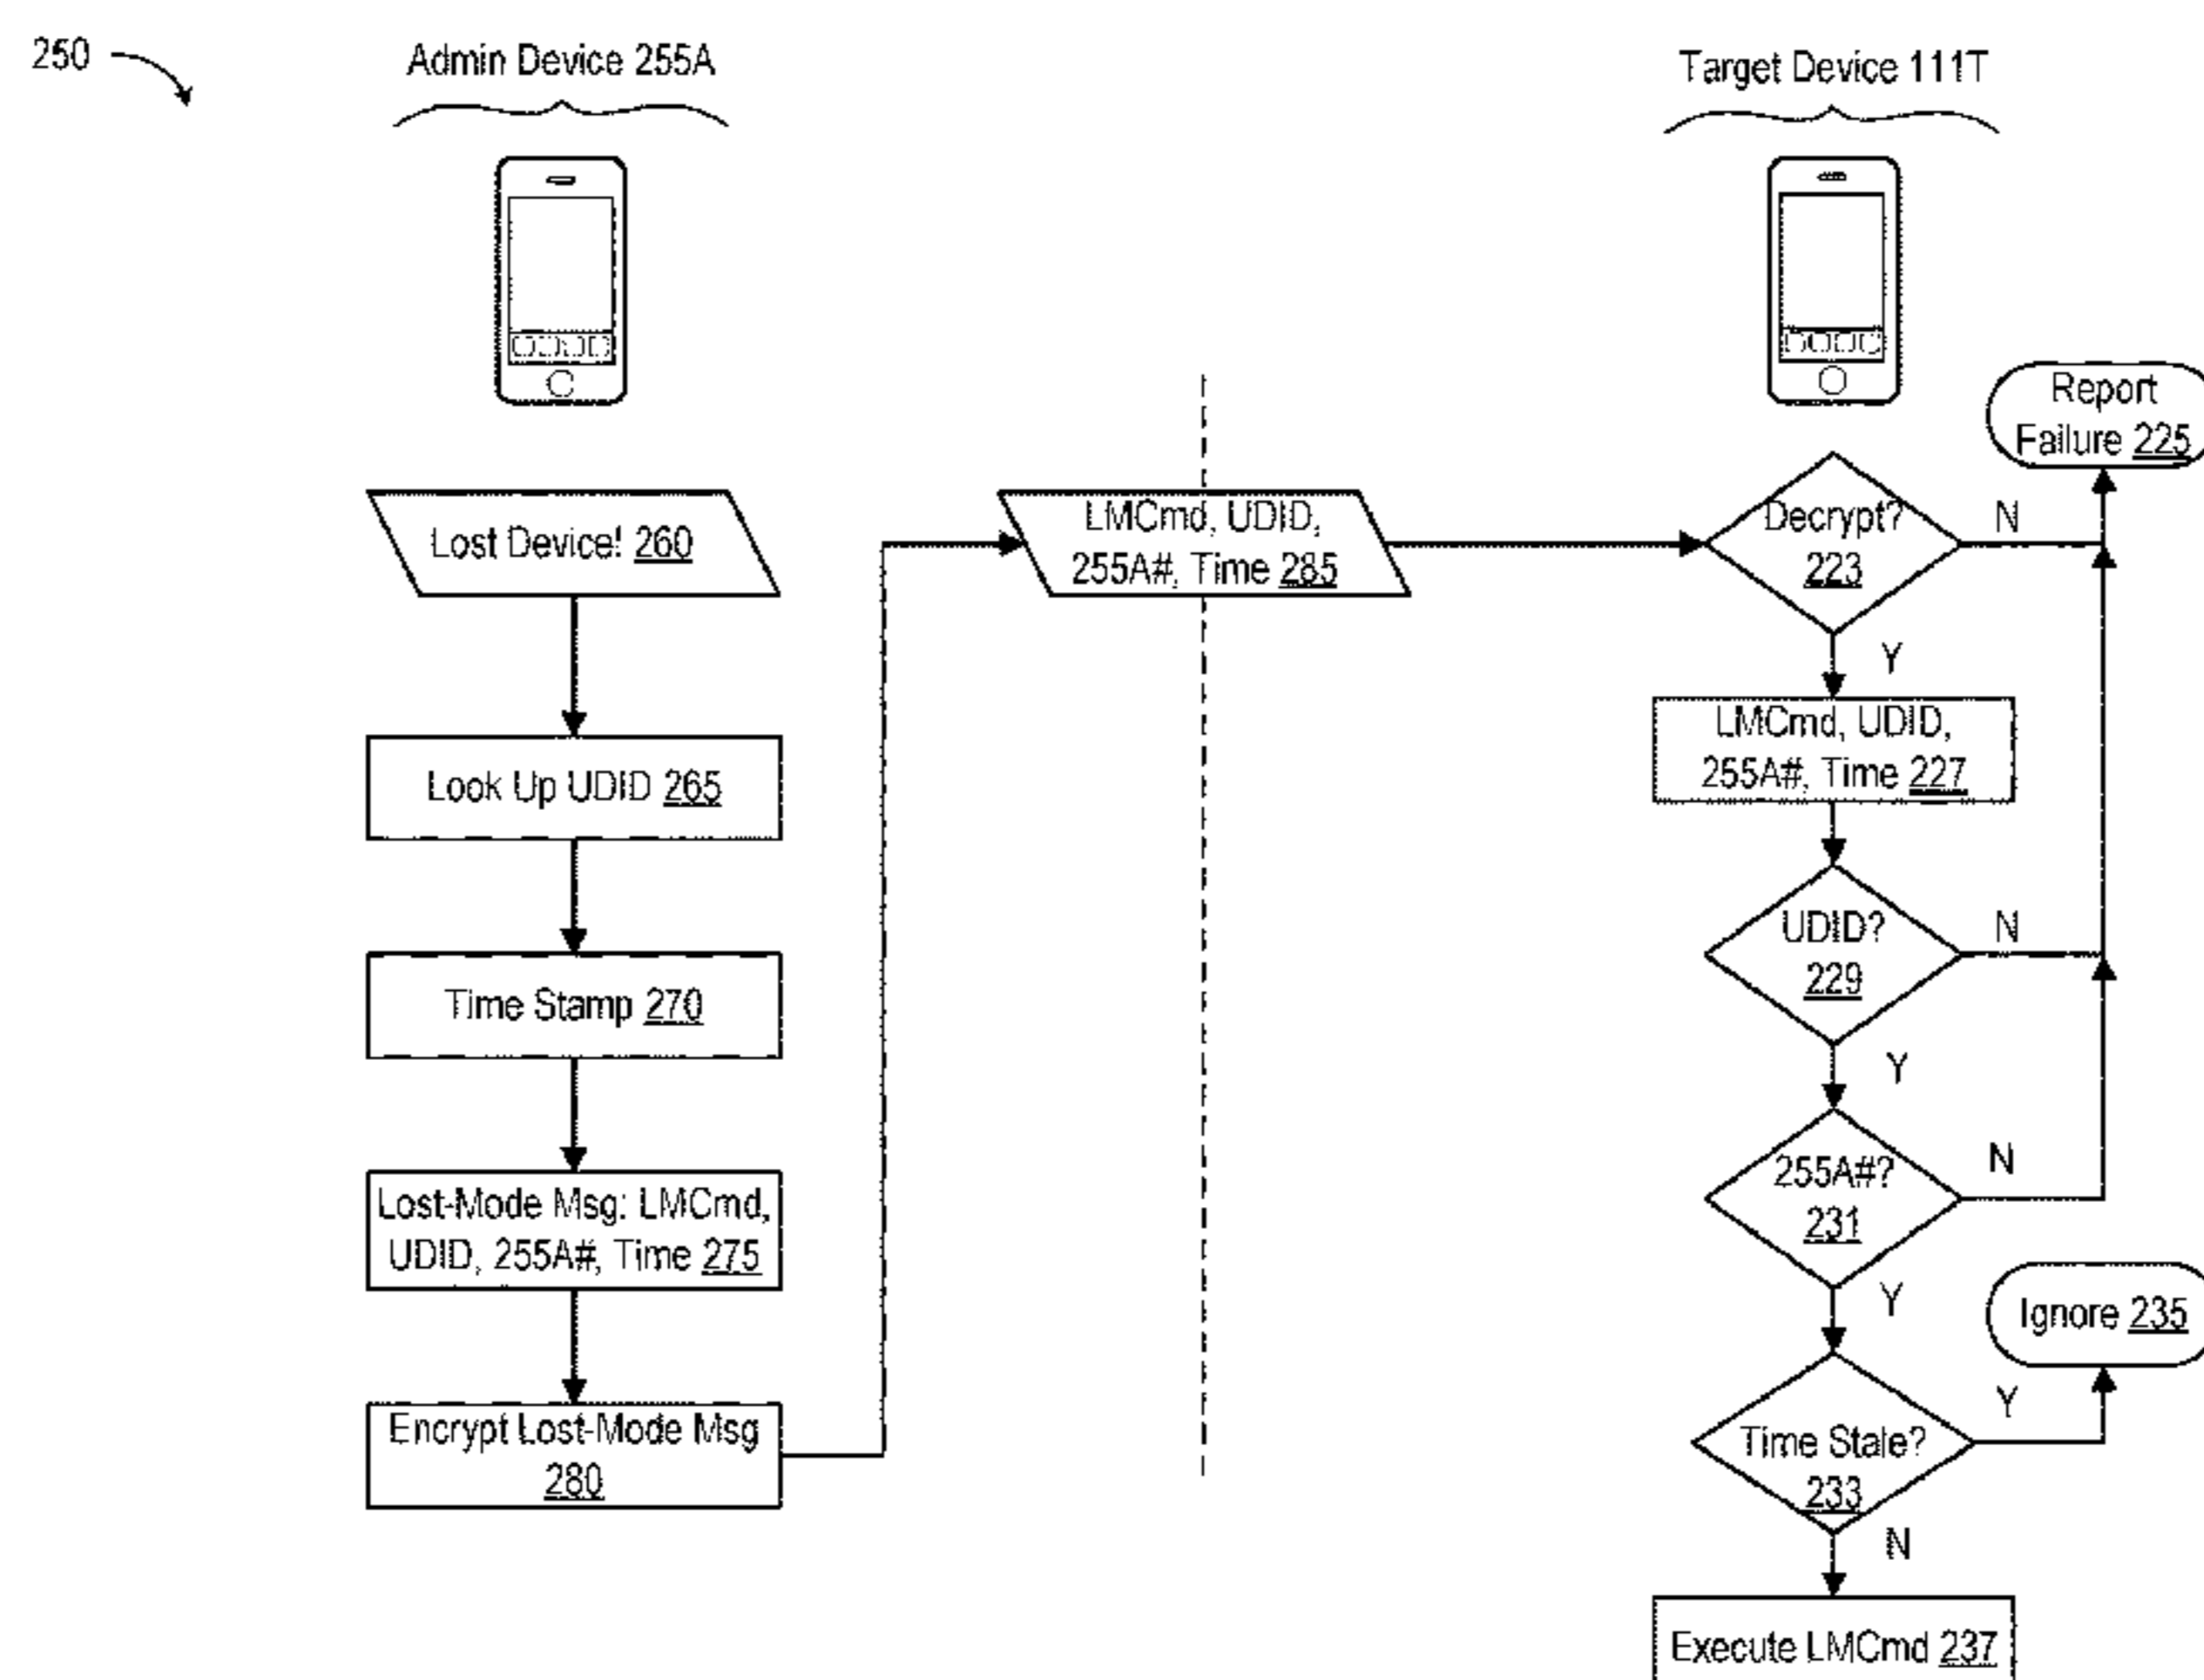 250
Admin Device 255A
Target Device 111T
Lost Device! 260
Look Up UDID 265
Time Stamp 270
Lost-Mode Msg: LMCmd,
UDID, 255A#, Time 275
Encrypt Lost-Mode Msg
280
LMCmd, UDID,
255A#, Time 285
Decrypt?
223
N
Report
Failure 225
Y
LMCmd, UDID,
255A#, Time 227
UDID?
229
N
Y
255A#?
231
N
Y
Time Stale?
233
Y
Ignore 235
N
Execute LMCmd 237